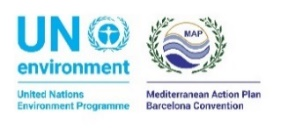 UN
environment
United Nations
Environment Programme
MAP
Mediterranean Action Plan
Barcelona Convention